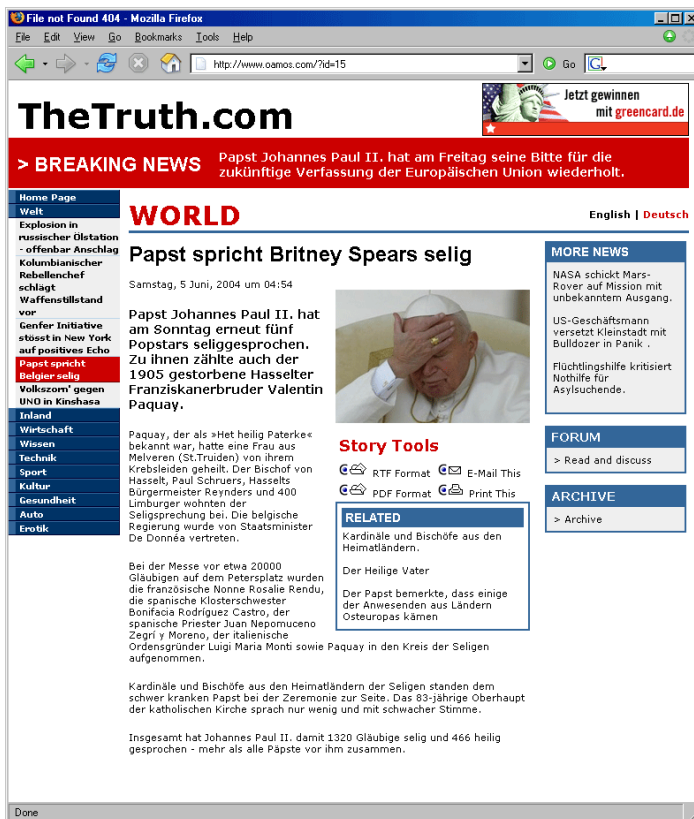 File not Found 404 - Mozilla Firefox
File Edit View Go Bookmarks Tools Help
http://www.oamos.com/?id=15
Go
G
TheTruth.com
Jetzt gewinnen
mit greencard.de
> BREAKING NEWS
Papst Johannes Paul II. hat am Freitag seine Bitte für die
zukünftige Verfassung der Europäischen Union wiederholt.
Home Page
Welt
Explosion in
russischer Ölstation
- offenbar Anschlag
Kolumbianischer
Rebellenchef
schlägt
Waffenstillstand
vor
Genfer Initiative
stösst in New York
auf positives Echo
Papst spricht
Belgier selig
Volkszorn' gegen
UNO in Kinshasa
Inland
Wirtschaft
Wissen
Technik
Sport
Kultur
Gesundheit
Auto
Erotik
WORLD
English | Deutsch
Papst spricht Britney Spears selig
Samstag, 5 Juni, 2004 um 04:54
Papst Johannes Paul II. hat
am Sonntag erneut fünf
Popstars seliggesprochen.
Zu ihnen zählte auch der
1905 gestorbene Hasselter
Franziskanerbruder Valentin
Paquay.
Paquay, der als »Het heilig Paterke«
bekannt war, hatte eine Frau aus
Melveren (St.Truiden) von ihrem
Krebsleiden geheilt. Der Bischof von
Hasselt, Paul Schruers, Hasselts
Bürgermeister Reynders und 400
Limburger wohnten der
Seligsprechung bei. Die belgische
Regierung wurde von Staatsminister
De Donnéa vertreten.
Bei der Messe vor etwa 20000
Gläubigen auf dem Petersplatz wurden
die französische Nonne Rosalie Rendu,
die spanische Klosterschwester
Bonifacia Rodríguez Castro, der
spanische Priester Juan Nepomuceno
Zegrí y Moreno, der italienische
Ordensgründer Luigi Maria Monti sowie Paquay in den Kreis der Seligen
aufgenommen.
Kardinäle und Bischöfe aus den Heimatländern der Seligen standen dem
schwer kranken Papst bei der Zeremonie zur Seite. Das 83-jährige Oberhaupt
der katholischen Kirche sprach nur wenig und mit schwacher Stimme.
Insgesamt hat Johannes Paul II. damit 1320 Gläubige selig und 466 heilig
gesprochen - mehr als alle Päpste vor ihm zusammen.
Story Tools
RTF Format E-Mail This
PDF Format Print This
RELATED
Kardinäle und Bischöfe aus den
Heimatländern.
Der Heilige Vater
Der Papst bemerkte, dass einige
der Anwesenden aus Ländern
Osteuropas kämen
MORE NEWS
NASA schickt Mars-
Rover auf Mission mit
unbekanntem Ausgang.
US-Geschäftsmann
versetzt Kleinstadt mit
Bulldozer in Panik .
Flüchtlingshilfe kritisiert
Nothilfe für
Asylsuchende.
FORUM
> Read and discuss
ARCHIVE
> Archive
Done